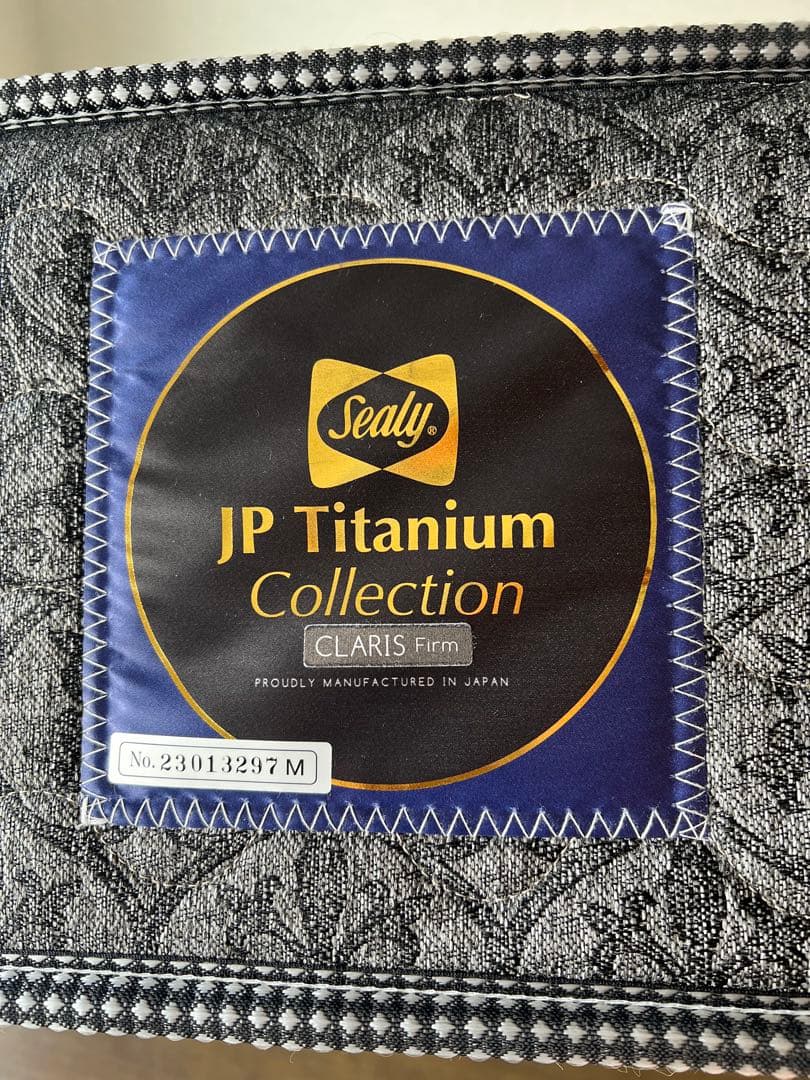 Sealy®
JP Titanium
Collection
CLARIS Firm
PROUDLY MANUFACTURED IN JAPAN
No. 23013297 M